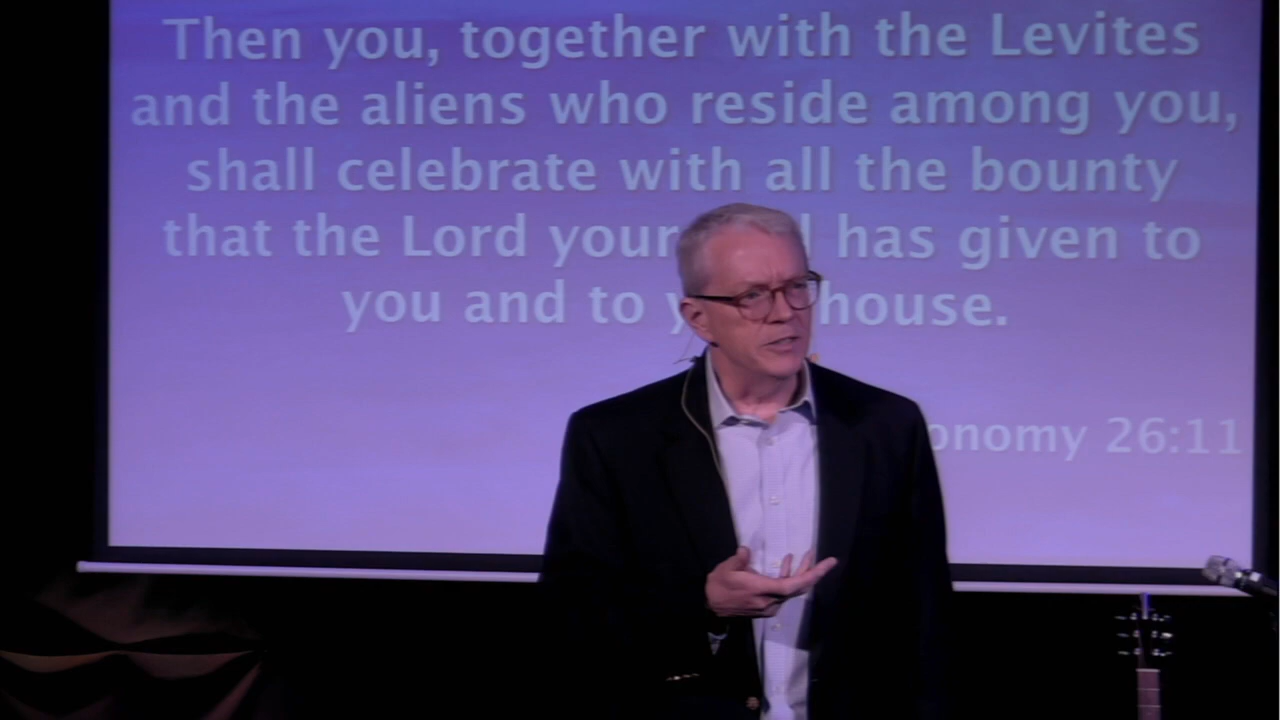 Then you, together with the Levites
and the aliens who reside among you,
shall celebrate with all the bounty
that the Lord your has given to
you and to house.
onomy 26:11